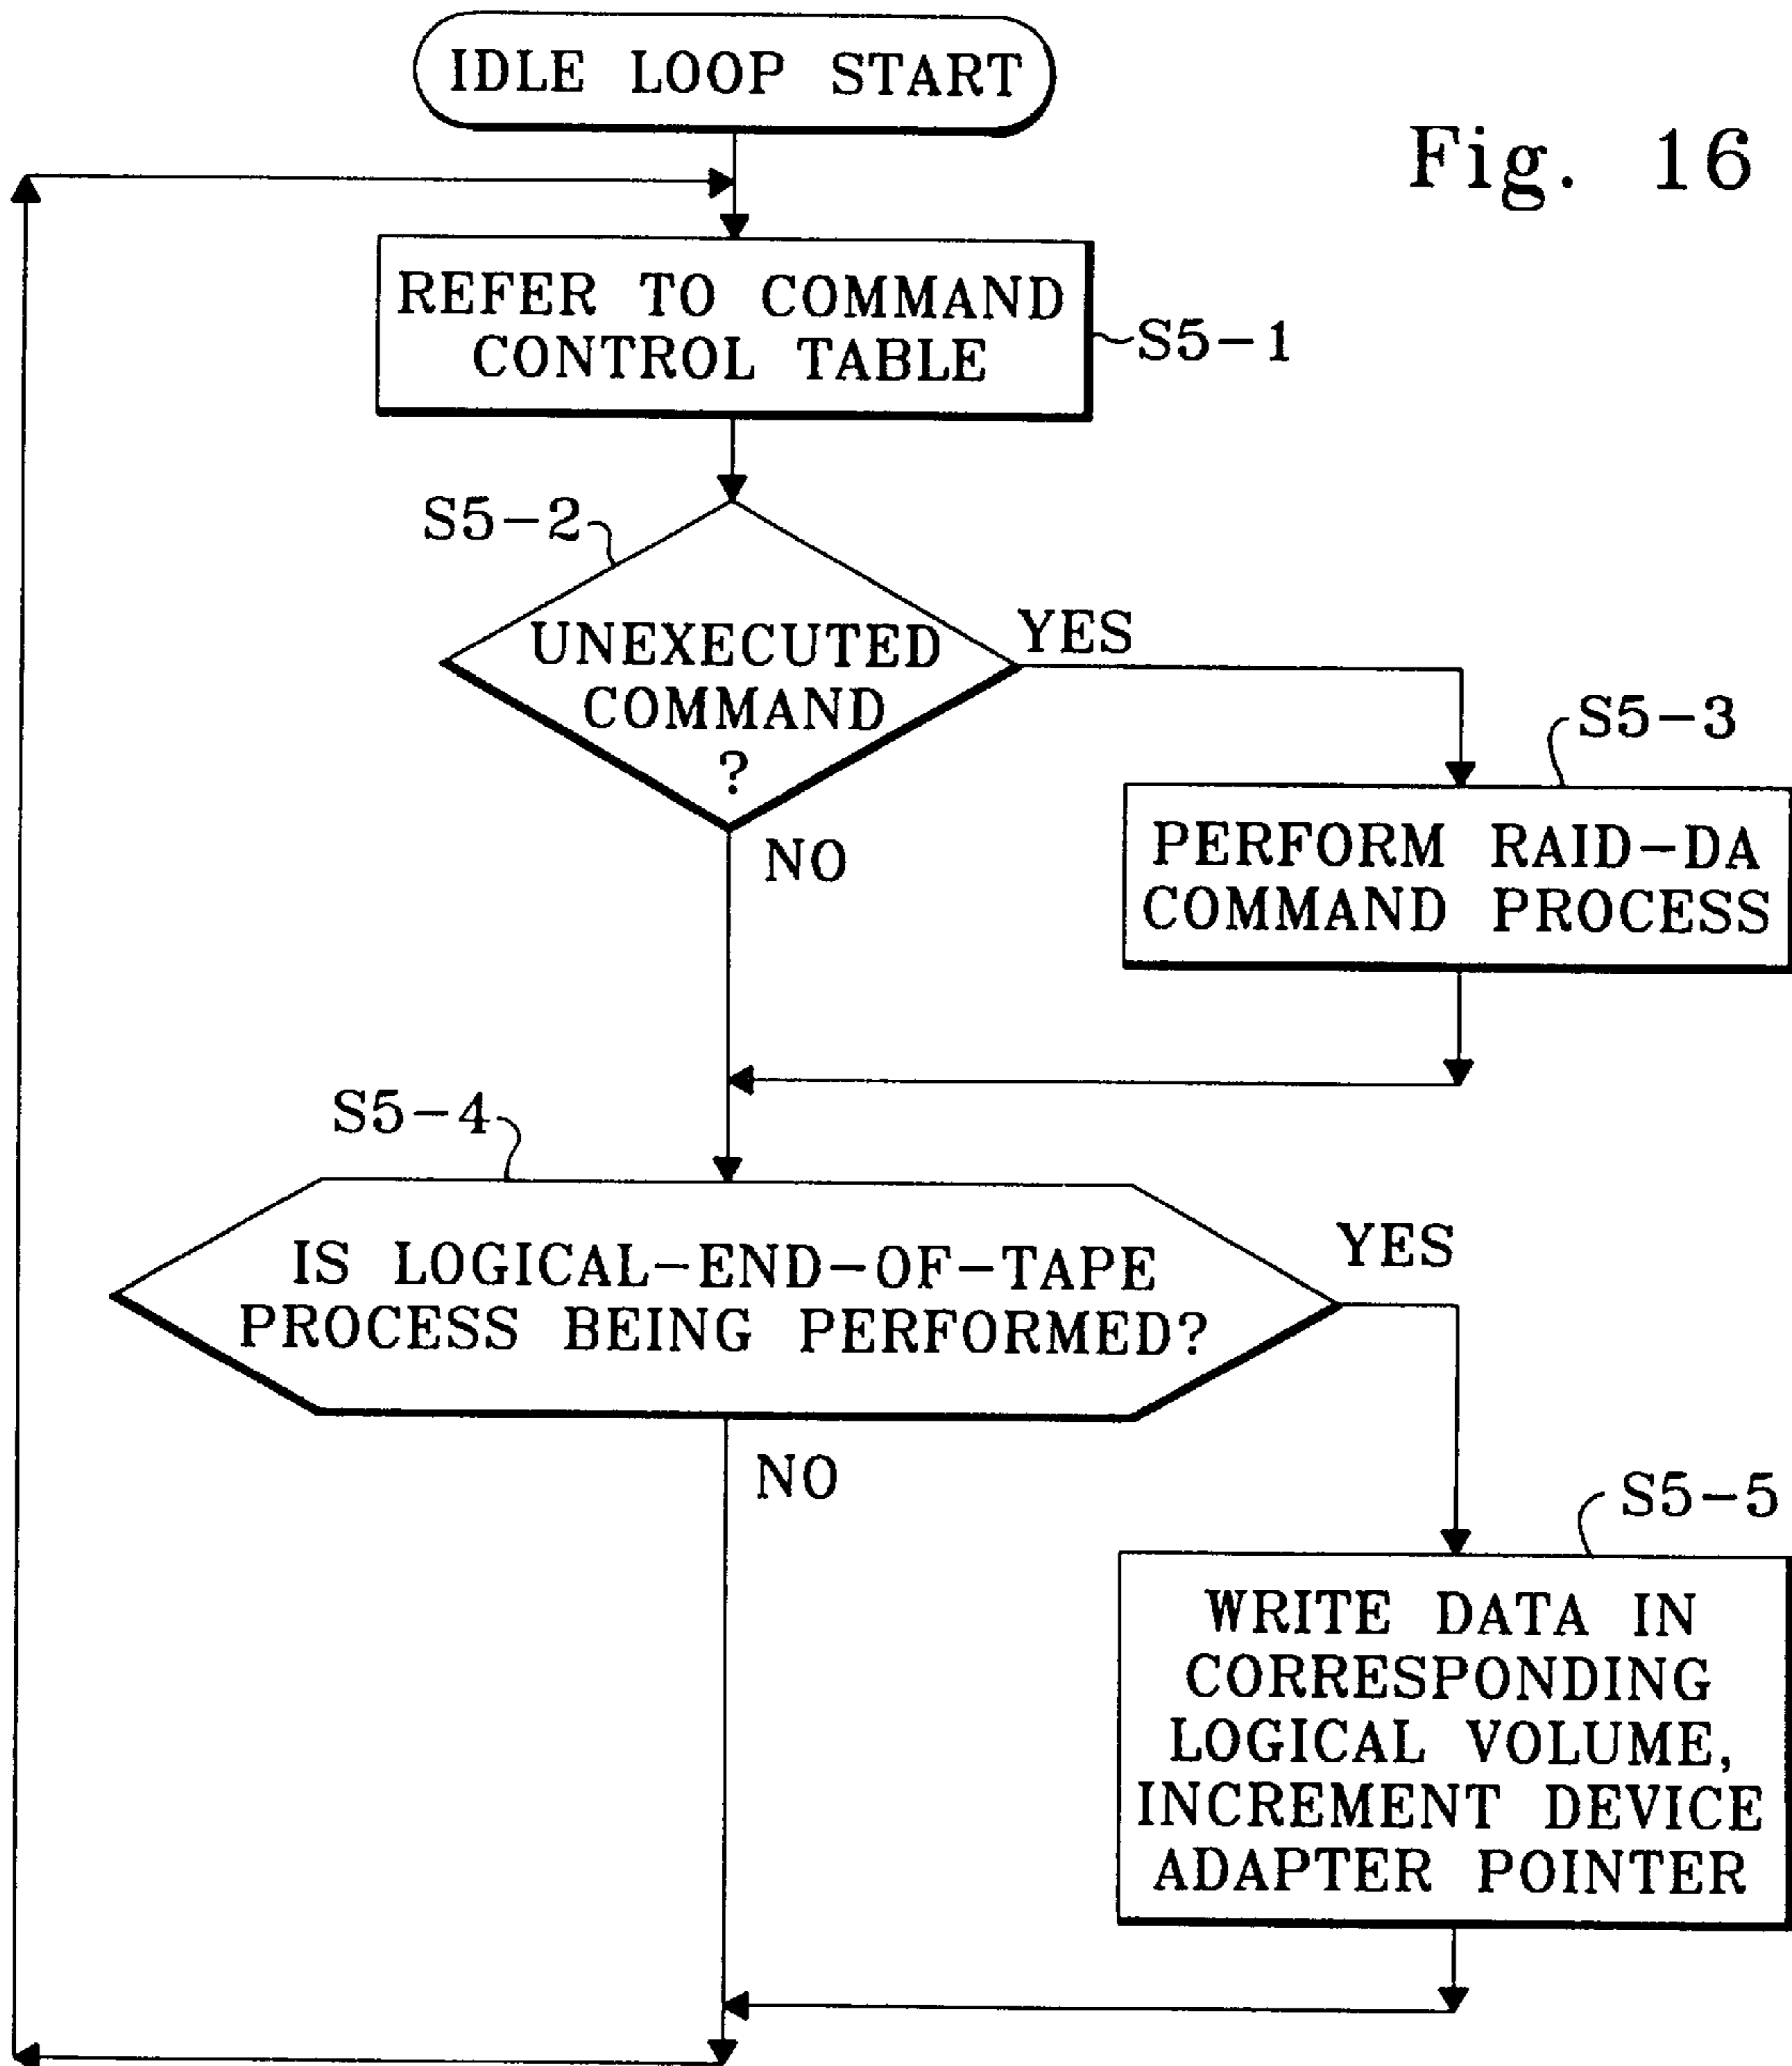 IDLE LOOP START
Fig. 16
REFER TO COMMAND
CONTROL TABLE
S5-1
S5-2
UNEXECUTED
COMMAND
?
YES
NO
S5-3
PERFORM RAID-DA
COMMAND PROCESS
S5-4
IS LOGICAL-END-OF-TAPE
PROCESS BEING PERFORMED?
YES
NO
S5-5
WRITE DATA IN
CORRESPONDING
LOGICAL VOLUME,
INCREMENT DEVICE
ADAPTER POINTER